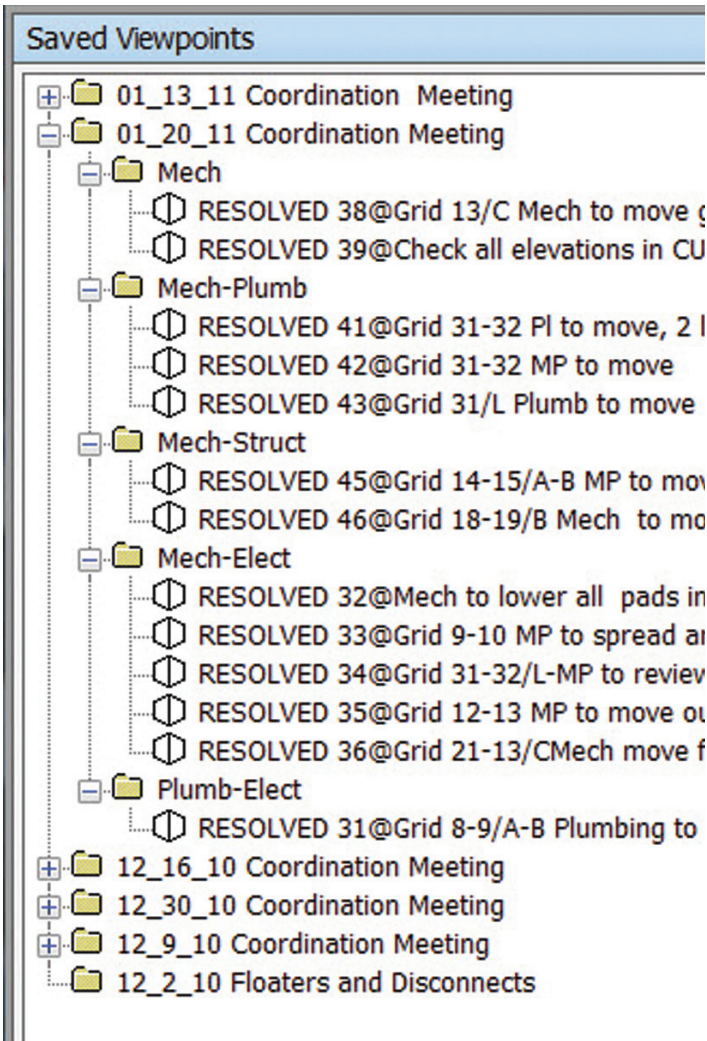 Saved Viewpoints
01_13_11 Coordination Meeting
01_20_11 Coordination Meeting
Mech
RESOLVED 38@Grid 13/C Mech to move
RESOLVED 39@Check all elevations in CU
Mech-Plumb
RESOLVED 41@Grid 31-32 Pl to move, 2
RESOLVED 42@Grid 31-32 MP to move
RESOLVED 43@Grid 31/L Plumb to move
Mech-Struct
RESOLVED 45@Grid 14-15/A-B MP to
RESOLVED 46@Grid 18-19/B Mech to
Mech-Elect
RESOLVED 32@Mech to lower all pads in
RESOLVED 33@Grid 9-10 MP to spread
RESOLVED 34@Grid 31-32/L-MP to review
RESOLVED 35@Grid 12-13 MP to move
RESOLVED 36@Grid 21-13/CMech move
Plumb-Elect
RESOLVED 31@Grid 8-9/A-B Plumbing to
12_16_10 Coordination Meeting
12_30_10 Coordination Meeting
12_9_10 Coordination Meeting
12_2_10 Floaters and Disconnects